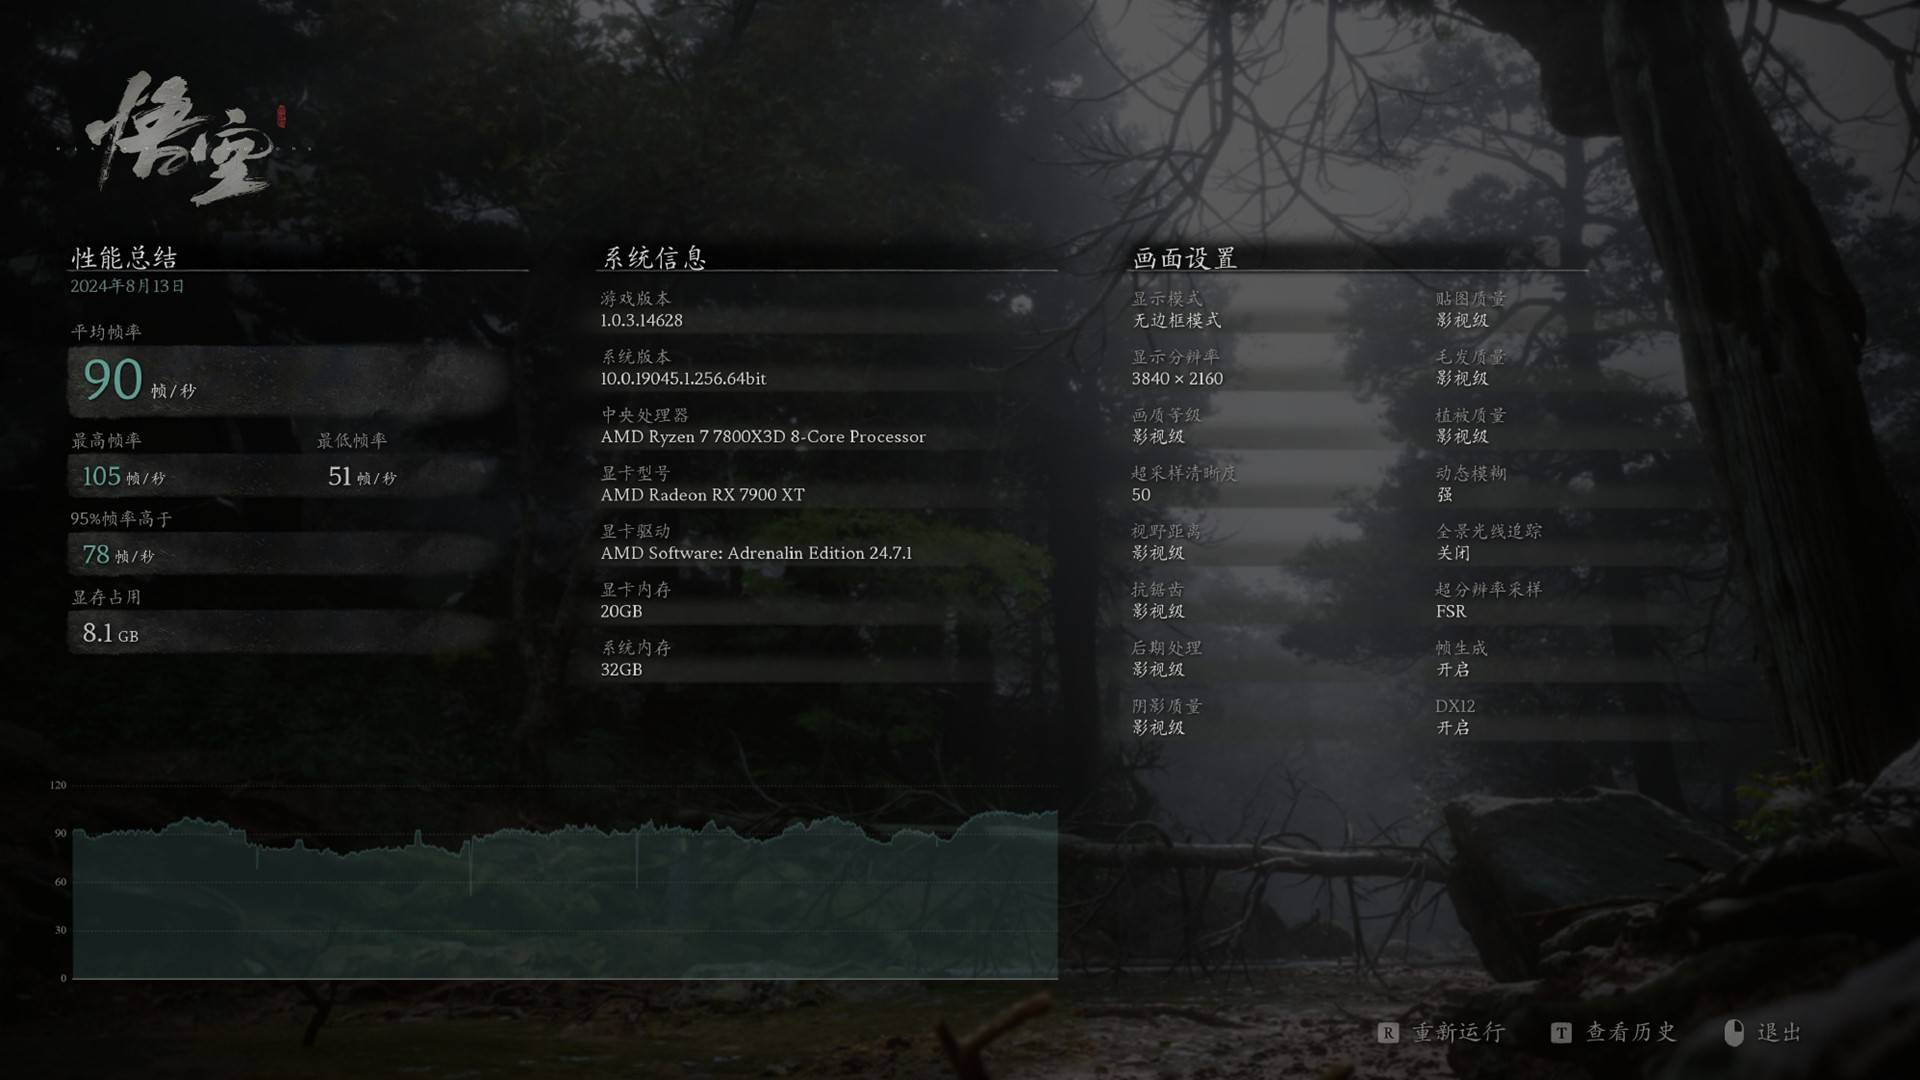 悟空
性能总结
2024年8月13日
平均帧率
90 帧/秒
最高帧率 最低帧率
105 帧/秒 51 帧/秒
95%帧率高于
78 帧/秒
显存占用
8.1 GB
系统信息
游戏版本
1.0.3.14628
系统版本
10.0.19045.1.256.64bit
中央处理器
AMD Ryzen 7 7800X3D 8-Core Processor
显卡型号
AMD Radeon RX 7900 XT
显卡驱动
AMD Software: Adrenalin Edition 24.7.1
显卡内存
20GB
系统内存
32GB
画面设置
显示模式
无边框模式
显示分辨率
3840 × 2160
画质等级
影视级
超采样清晰度
50
视野距离
影视级
抗锯齿
影视级
后期处理
影视级
阴影质量
影视级
贴图质量
影视级
毛发质量
影视级
植被质量
影视级
动态模糊
强
全景光线追踪
关闭
超分辨率采样
FSR
帧生成
开启
DX12
开启
120
90
60
30
0
R 重新运行 T 查看历史 退出